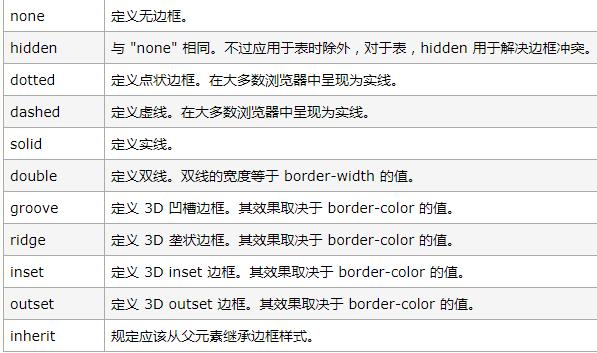 none 定义无边框。
hidden 与 "none" 相同。不过应用于表时除外，对于表，hidden 用于解决边框冲突。
dotted 定义点状边框。在大多数浏览器中呈现为实线。
dashed 定义虚线。在大多数浏览器中呈现为实线。
solid 定义实线。
double 定义双线。双线的宽度等于 border-width 的值。
groove 定义 3D 凹槽边框。其效果取决于 border-color 的值。
ridge 定义 3D 垄状边框。其效果取决于 border-color 的值。
inset 定义 3D inset 边框。其效果取决于 border-color 的值。
outset 定义 3D outset 边框。其效果取决于 border-color 的值。
inherit 规定应该从父元素继承边框样式。